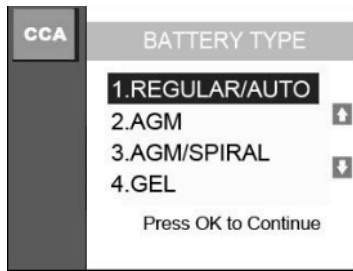 CCA
BATTERY TYPE
1.REGULAR/AUTO
2.AGM
3.AGM/SPIRAL
4.GEL
Press OK to Continue